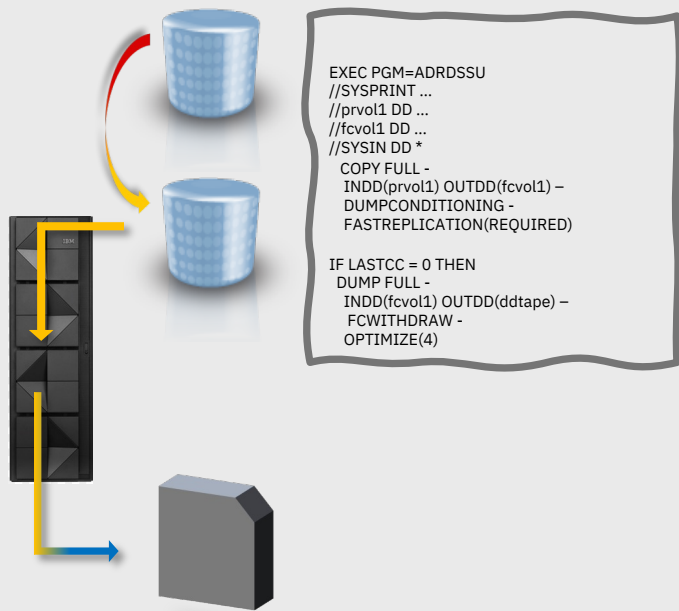 EXEC PGM=ADRDSSU
//SYSPRINT ...
//prvol1 DD ...
//fcvol1 DD ...
//SYSIN DD *
COPY FULL -
INDD(prvol1) OUTDD(fcvol1) –
DUMPCONDITIONING -
FASTREPLICATION(REQUIRED)
IF LASTCC = 0 THEN
DUMP FULL -
INDD(fcvol1) OUTDD(ddtape) –
FCWITHDRAW -
OPTIMIZE(4)
IBM